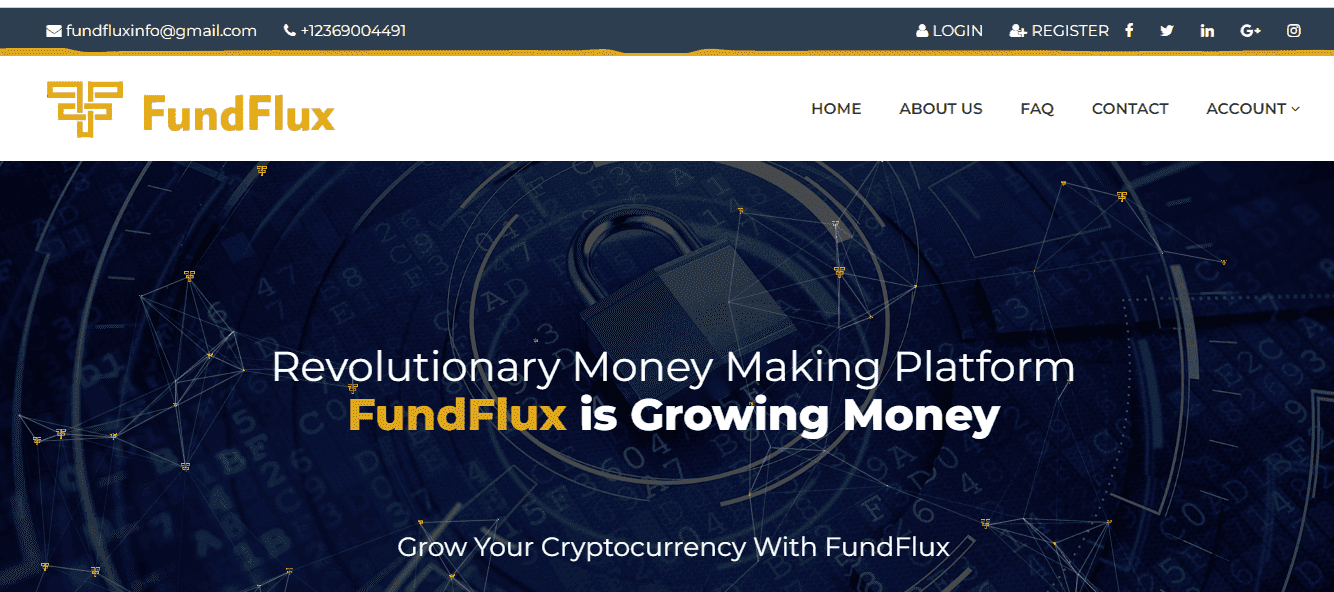 fundfluxinfo@gmail.com +12369004491 LOGIN REGISTER
FundFlux
HOME ABOUT US FAQ CONTACT ACCOUNT
Revolutionary Money Making Platform
FundFlux is Growing Money
Grow Your Cryptocurrency With FundFlux